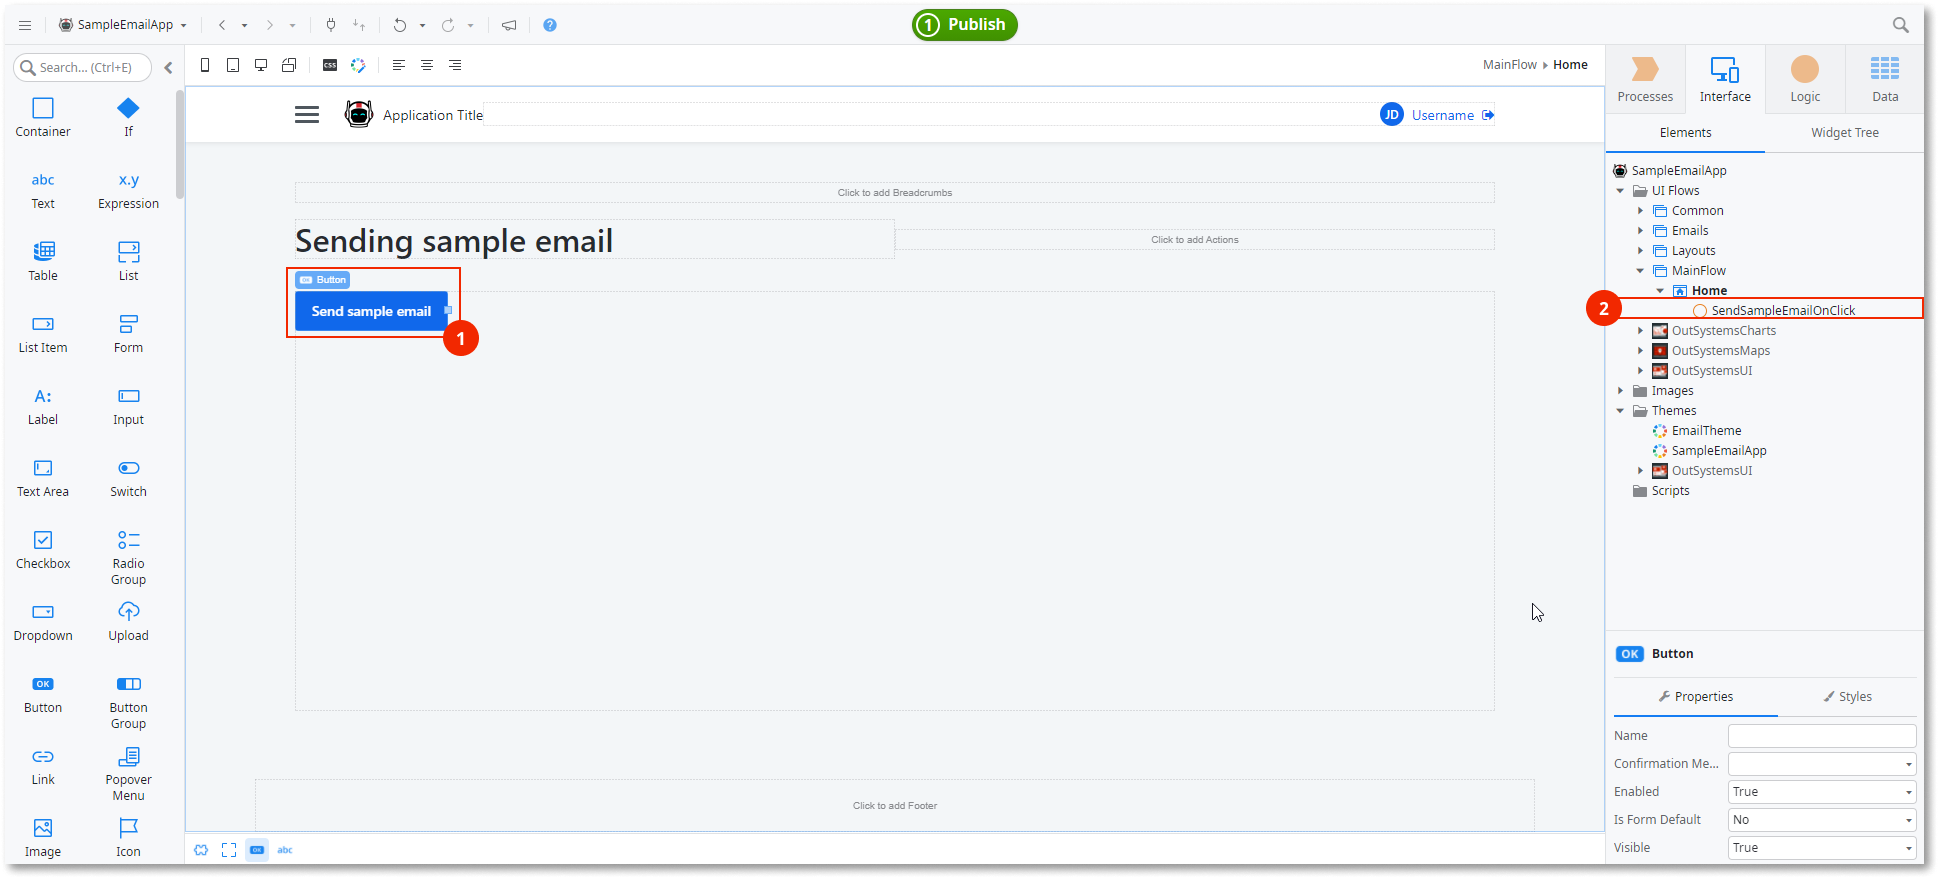 SampleEmailApp
?
1 Publish
Search... (Ctrl+E)
Container
If
abc
Text
x.y
Expression
Table
List
List Item
Form
A:
Label
Input
Text Area
Switch
Checkbox
Radio
Group
Dropdown
Upload
OK
Button
Button
Group
Link
Popover
Menu
Image
Icon
CSS
MainFlow
Home
Application Title
JD
Username
Click to add Breadcrumbs
Sending sample email
Click to add Actions
OK Button
Send sample email
1
Click to add Footer
OK
abc
Processes
Interface
Logic
Data
Elements
Widget Tree
SampleEmailApp
UI Flows
Common
Emails
Layouts
MainFlow
Home
2
SendSampleEmailOnClick
OutSystemsCharts
OutSystemsMaps
OutSystemsUI
Images
Themes
EmailTheme
SampleEmailApp
OutSystemsUI
Scripts
OK Button
Properties
Styles
Name
Confirmation Me...
Enabled
True
Is Form Default
No
Visible
True